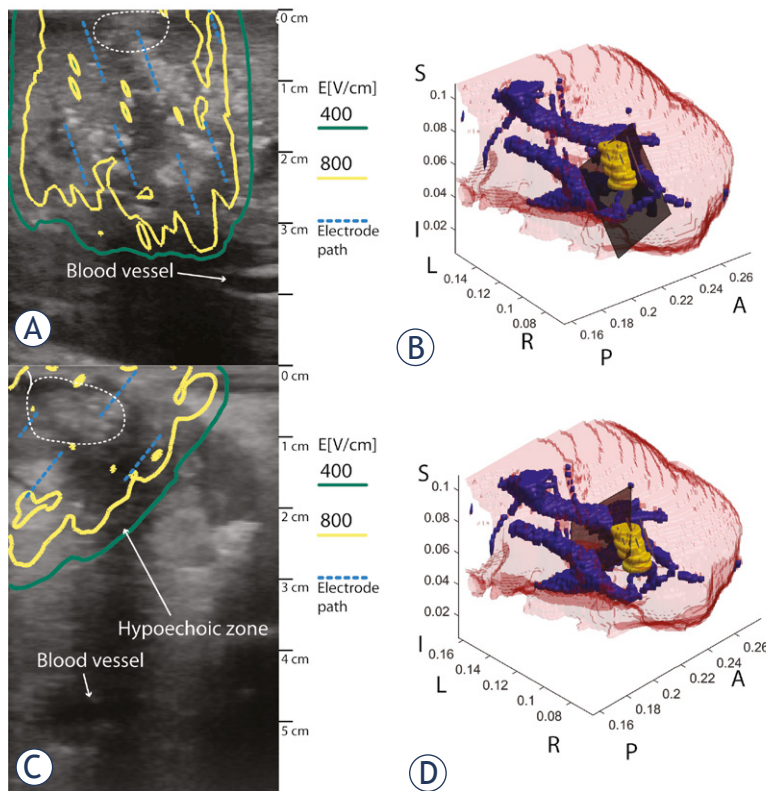 0 cm
1 cm
2 cm
3 cm
E[V/cm]
400
800
Electrode
path
Blood vessel
A
S
0.1
0.08
0.06
0.04
I
0.02
L
0.14
0.12
0.1
0.08
R
0.16
0.18
0.2
0.22
0.24
0.26
P
A
B
0 cm
1 cm
2 cm
3 cm
4 cm
5 cm
E[V/cm]
400
800
Electrode
path
Hypoechoic zone
Blood vessel
C
S
0.1
0.08
0.06
0.04
0.02
I
L
0.16
0.14
0.12
0.1
0.08
R
0.16
0.18
0.2
0.22
0.24
0.26
P
A
D